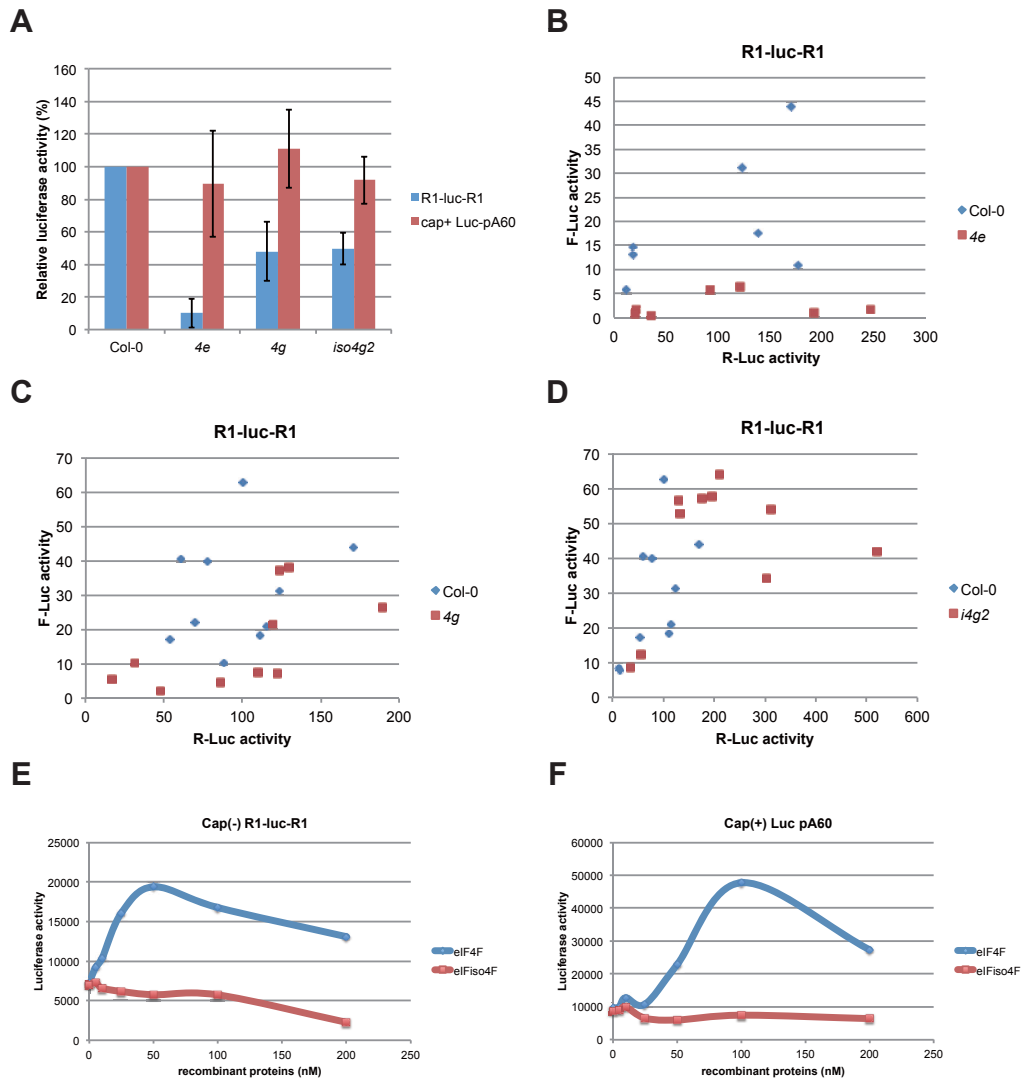 A
Relative luciferase activity (%)
160
140
120
100
80
60
40
20
0
Col-0
4e
4g
iso4g2
R1-luc-R1
cap+ Luc-pA60
B
R1-luc-R1
F-Luc activity
50
45
40
35
30
25
20
15
10
5
0
0 50 100 150 200 250 300
R-Luc activity
Col-0
4e
C
R1-luc-R1
F-Luc activity
70
60
50
40
30
20
10
0
0 50 100 150 200
R-Luc activity
Col-0
4g
D
R1-luc-R1
F-Luc activity
70
60
50
40
30
20
10
0
0 100 200 300 400 500 600
R-Luc activity
Col-0
i4g2
E
Cap(-) R1-luc-R1
Luciferase activity
25000
20000
15000
10000
5000
0
0 50 100 150 200 250
recombinant proteins (nM)
eIF4F
eIFiso4F
F
Cap(+) Luc pA60
Luciferase activity
60000
50000
40000
30000
20000
10000
0
0 50 100 150 200 250
recombinant proteins (nM)
eIF4F
eIFiso4F